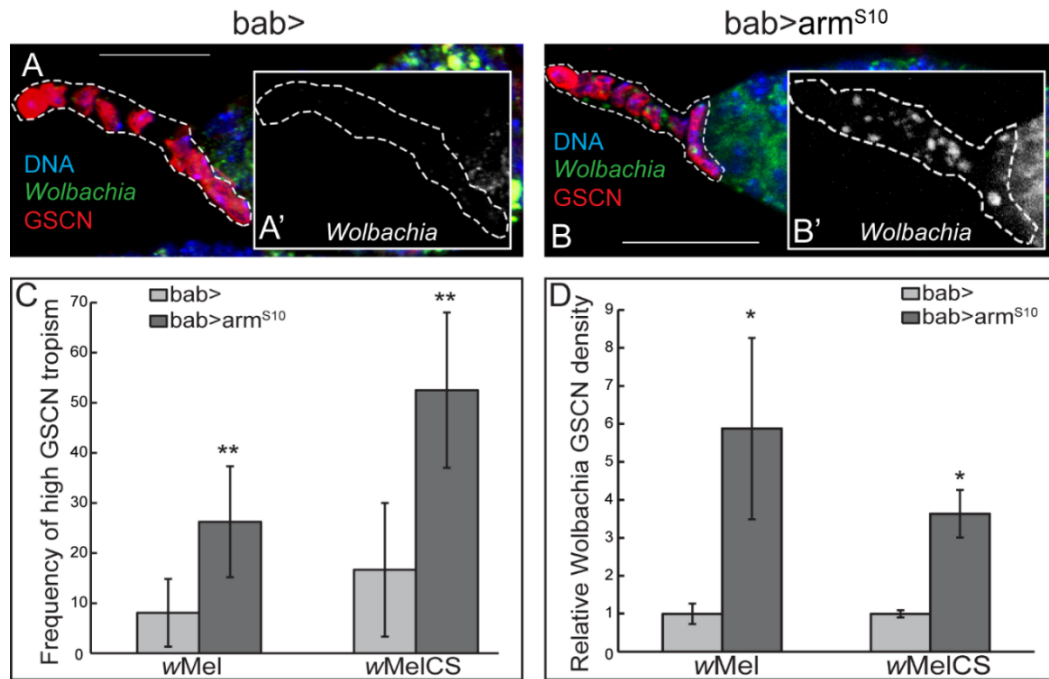 bab>
bab>arm^S10
A
DNA
Wolbachia
GSCN
A'
Wolbachia
B
DNA
Wolbachia
GSCN
B'
Wolbachia
C
bab>
bab>arm^S10
Frequency of high GSCN tropism
70
60
50
40
30
20
10
0
**
**
wMel
wMelCS
D
bab>
bab>arm^S10
Relative Wolbachia GSCN density
9
8
7
6
5
4
3
2
1
0
*
*
wMel
wMelCS